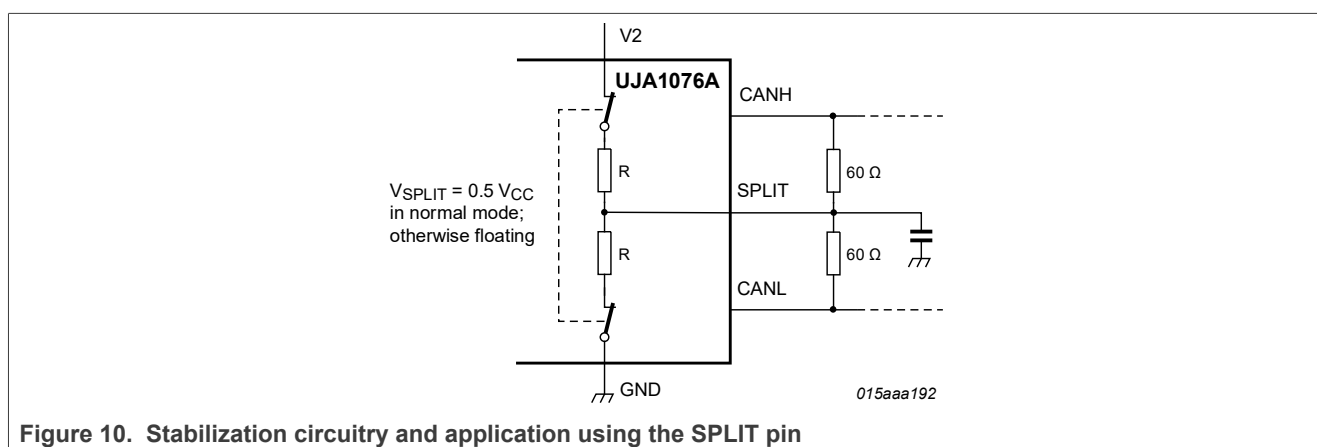 V2
UJA1076A
CANH
R
60 Ω
VSPLIT = 0.5 VCC
in normal mode;
otherwise floating
SPLIT
R
60 Ω
CANL
GND
015aaa192
Figure 10. Stabilization circuitry and application using the SPLIT pin